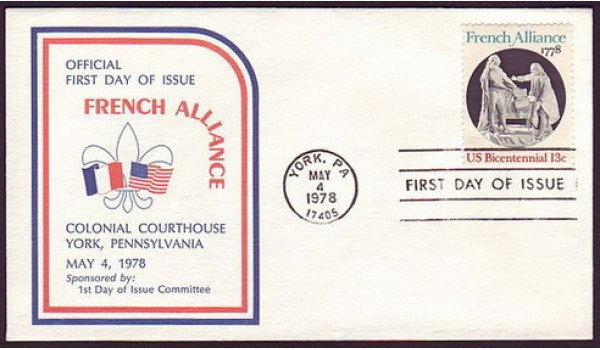 OFFICIAL
FIRST DAY OF ISSUE
FRENCH ALLIANCE
COLONIAL COURTHOUSE
YORK, PENNSYLVANIA
MAY 4, 1978
Sponsored by:
1st Day of Issue Committee
YORK, PA
MAY
4
1978
17405
French Alliance
1778
US Bicentennial 13c
FIRST DAY OF ISSUE